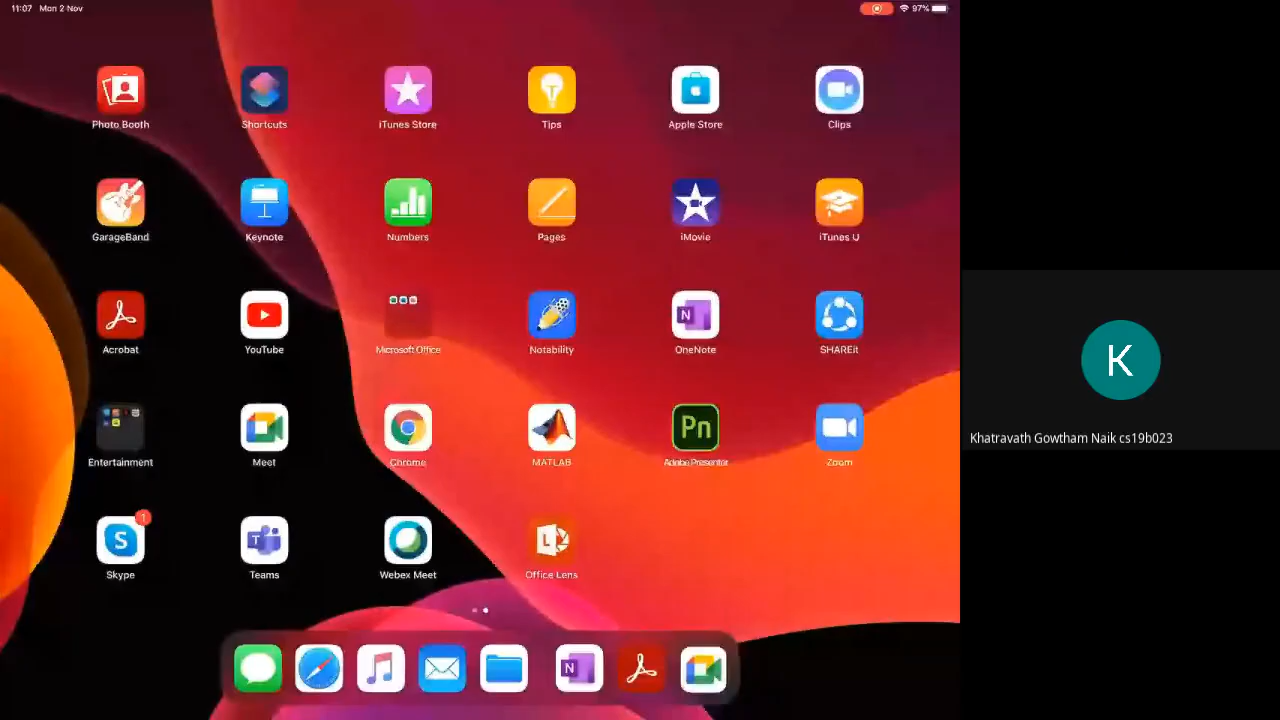 11:07 Mon 2 Nov
97%
Photo Booth
Shortcuts
iTunes Store
Tips
Apple Store
Clips
GarageBand
Keynote
Numbers
Pages
iMovie
iTunes U
Acrobat
YouTube
Microsoft Office
Notability
N
OneNote
SHAREit
Entertainment
Meet
Chrome
MATLAB
Pn
Adobe Presenter
Zoom
K
Khatravath Gowtham Naik cs19b023
S
1
Skype
T
Teams
Webex Meet
L
Office Lens
N